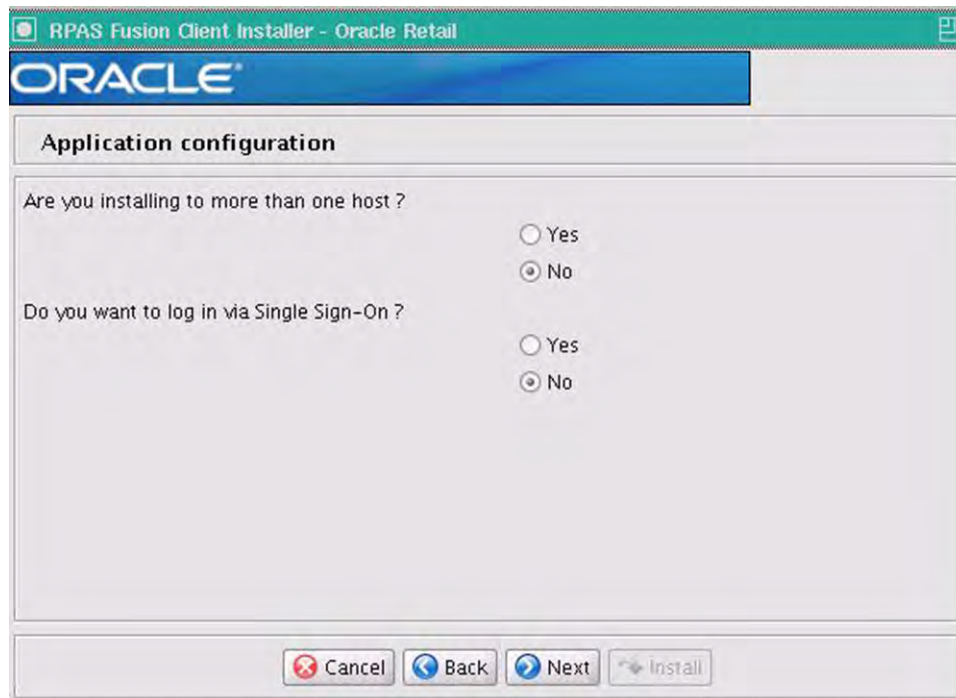 RPAS Fusion Client Installer - Oracle Retail
ORACLE®
Application configuration
Are you installing to more than one host ?
Yes
No
Do you want to log in via Single Sign-On ?
Yes
No
Cancel Back Next Install